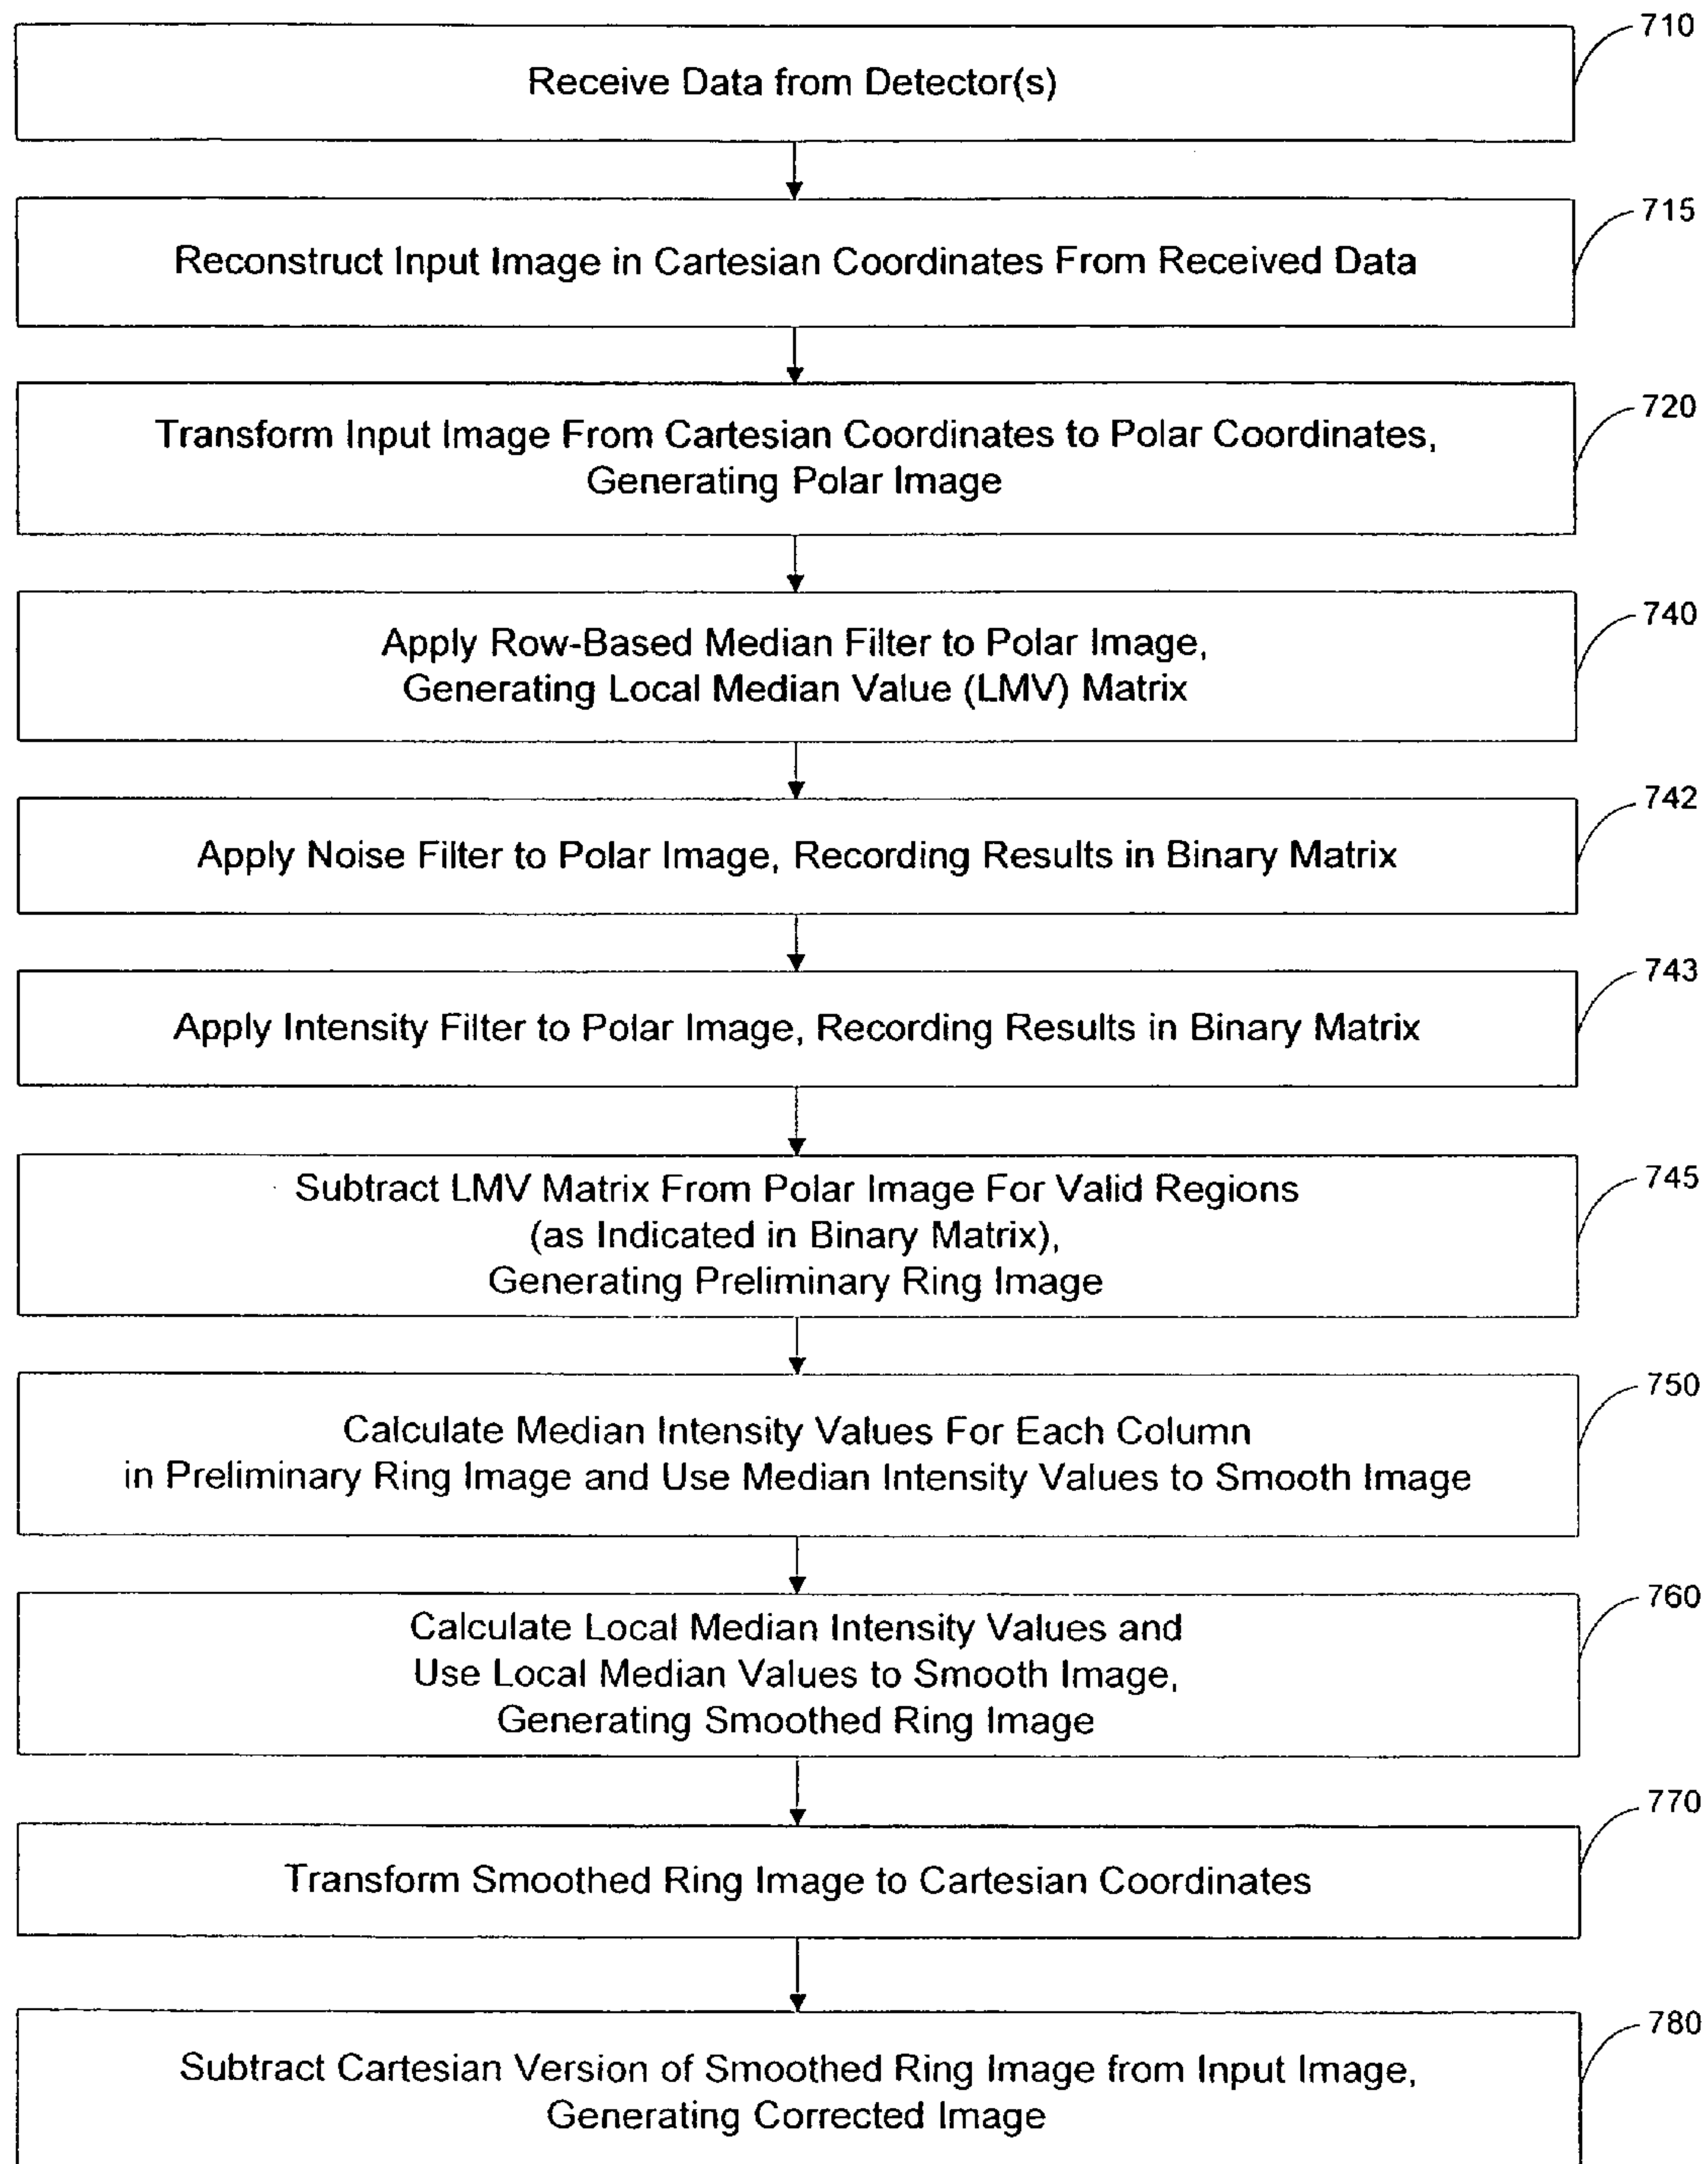 710
Receive Data from Detector(s)
715
Reconstruct Input Image in Cartesian Coordinates From Received Data
720
Transform Input Image From Cartesian Coordinates to Polar Coordinates,
Generating Polar Image
740
Apply Row-Based Median Filter to Polar Image,
Generating Local Median Value (LMV) Matrix
742
Apply Noise Filter to Polar Image, Recording Results in Binary Matrix
743
Apply Intensity Filter to Polar Image, Recording Results in Binary Matrix
745
Subtract LMV Matrix From Polar Image For Valid Regions
(as Indicated in Binary Matrix),
Generating Preliminary Ring Image
750
Calculate Median Intensity Values For Each Column
in Preliminary Ring Image and Use Median Intensity Values to Smooth Image
760
Calculate Local Median Intensity Values and
Use Local Median Values to Smooth Image,
Generating Smoothed Ring Image
770
Transform Smoothed Ring Image to Cartesian Coordinates
780
Subtract Cartesian Version of Smoothed Ring Image from Input Image,
Generating Corrected Image